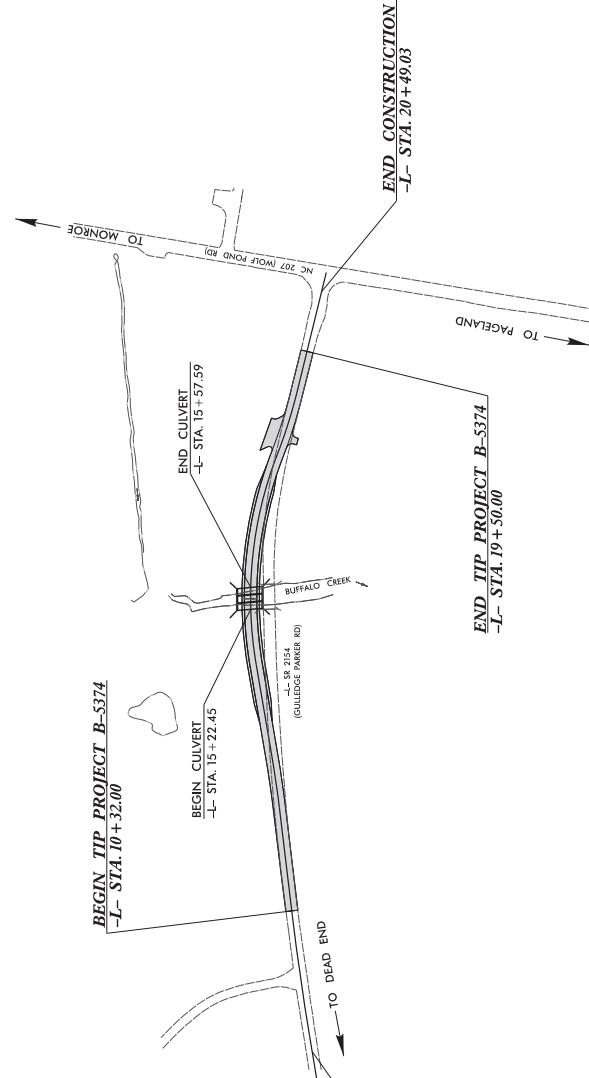 END CONSTRUCTION
-L- STA. 20+49.03
TO MONROE
NC 207 (WOLF POND RD)
TO PAGELAND
END CULVERT
-L- STA. 15+57.59
END TIP PROJECT B-5374
-L- STA. 19+50.00
BUFFALO CREEK
-L- SR 2154
(GULLEDGE PARKER RD)
BEGIN CULVERT
-L- STA. 15+22.45
BEGIN TIP PROJECT B-5374
-L- STA. 10+32.00
TO DEAD END